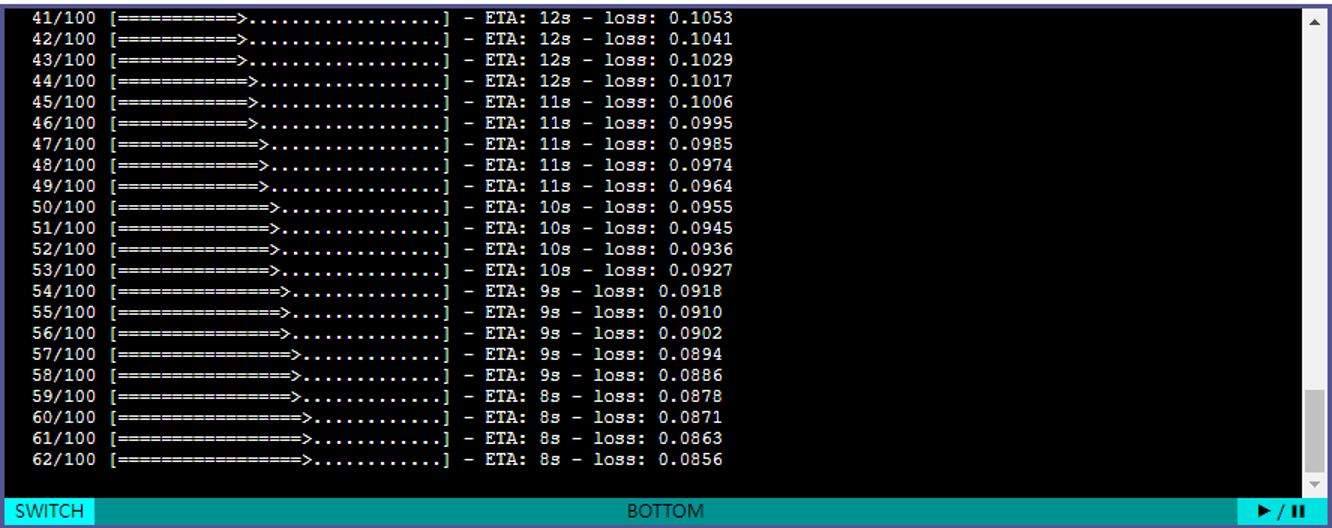 41/100 [===========>..................] - ETA: 12s - loss: 0.1053
42/100 [===========>..................] - ETA: 12s - loss: 0.1041
43/100 [===========>..................] - ETA: 12s - loss: 0.1029
44/100 [============>.................] - ETA: 12s - loss: 0.1017
45/100 [============>.................] - ETA: 11s - loss: 0.1006
46/100 [============>.................] - ETA: 11s - loss: 0.0995
47/100 [=============>................] - ETA: 11s - loss: 0.0985
48/100 [=============>................] - ETA: 11s - loss: 0.0974
49/100 [=============>................] - ETA: 11s - loss: 0.0964
50/100 [==============>...............] - ETA: 10s - loss: 0.0955
51/100 [==============>...............] - ETA: 10s - loss: 0.0945
52/100 [==============>...............] - ETA: 10s - loss: 0.0936
53/100 [==============>...............] - ETA: 10s - loss: 0.0927
54/100 [===============>..............] - ETA: 9s - loss: 0.0918
55/100 [===============>..............] - ETA: 9s - loss: 0.0910
56/100 [===============>..............] - ETA: 9s - loss: 0.0902
57/100 [================>.............] - ETA: 9s - loss: 0.0894
58/100 [================>.............] - ETA: 9s - loss: 0.0886
59/100 [================>.............] - ETA: 8s - loss: 0.0878
60/100 [=================>............] - ETA: 8s - loss: 0.0871
61/100 [=================>............] - ETA: 8s - loss: 0.0863
62/100 [=================>............] - ETA: 8s - loss: 0.0856
SWITCH BOTTOM ▶ / ⏸